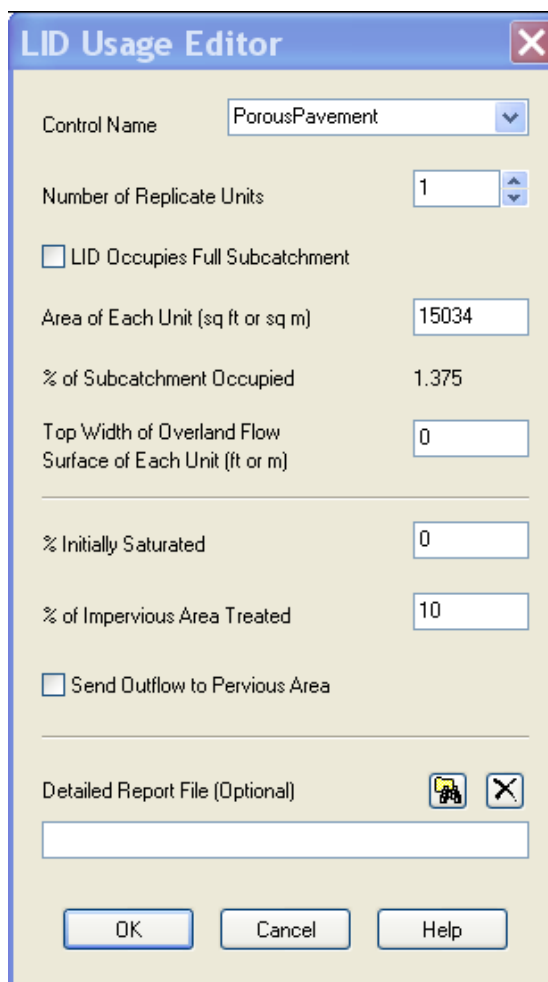 LID Usage Editor
Control Name PorousPavement
Number of Replicate Units 1
LID Occupies Full Subcatchment
Area of Each Unit (sq ft or sq m) 15034
% of Subcatchment Occupied 1.375
Top Width of Overland Flow
Surface of Each Unit (ft or m) 0
% Initially Saturated 0
% of Impervious Area Treated 10
Send Outflow to Pervious Area
Detailed Report File (Optional)
OK Cancel Help